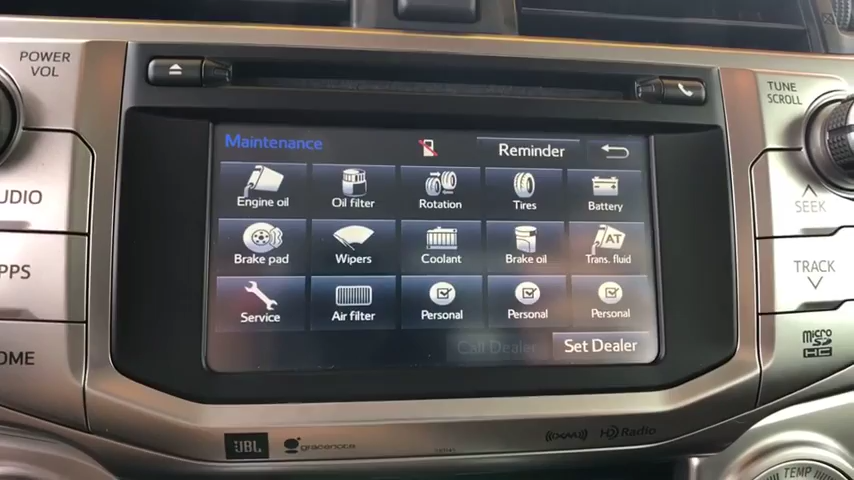 POWER
VOL
TUNE
SCROLL
Maintenance
Reminder
Engine oil
Oil filter
Rotation
Tires
Battery
Brake pad
Wipers
Coolant
Brake oil
AT
Trans. fluid
Service
Air filter
Personal
Personal
Personal
Call Dealer
Set Dealer
UDIO
PPS
OME
SEEK
TRACK
micro
SD
HC
JBL
gracenote
HD Radio
TEMP